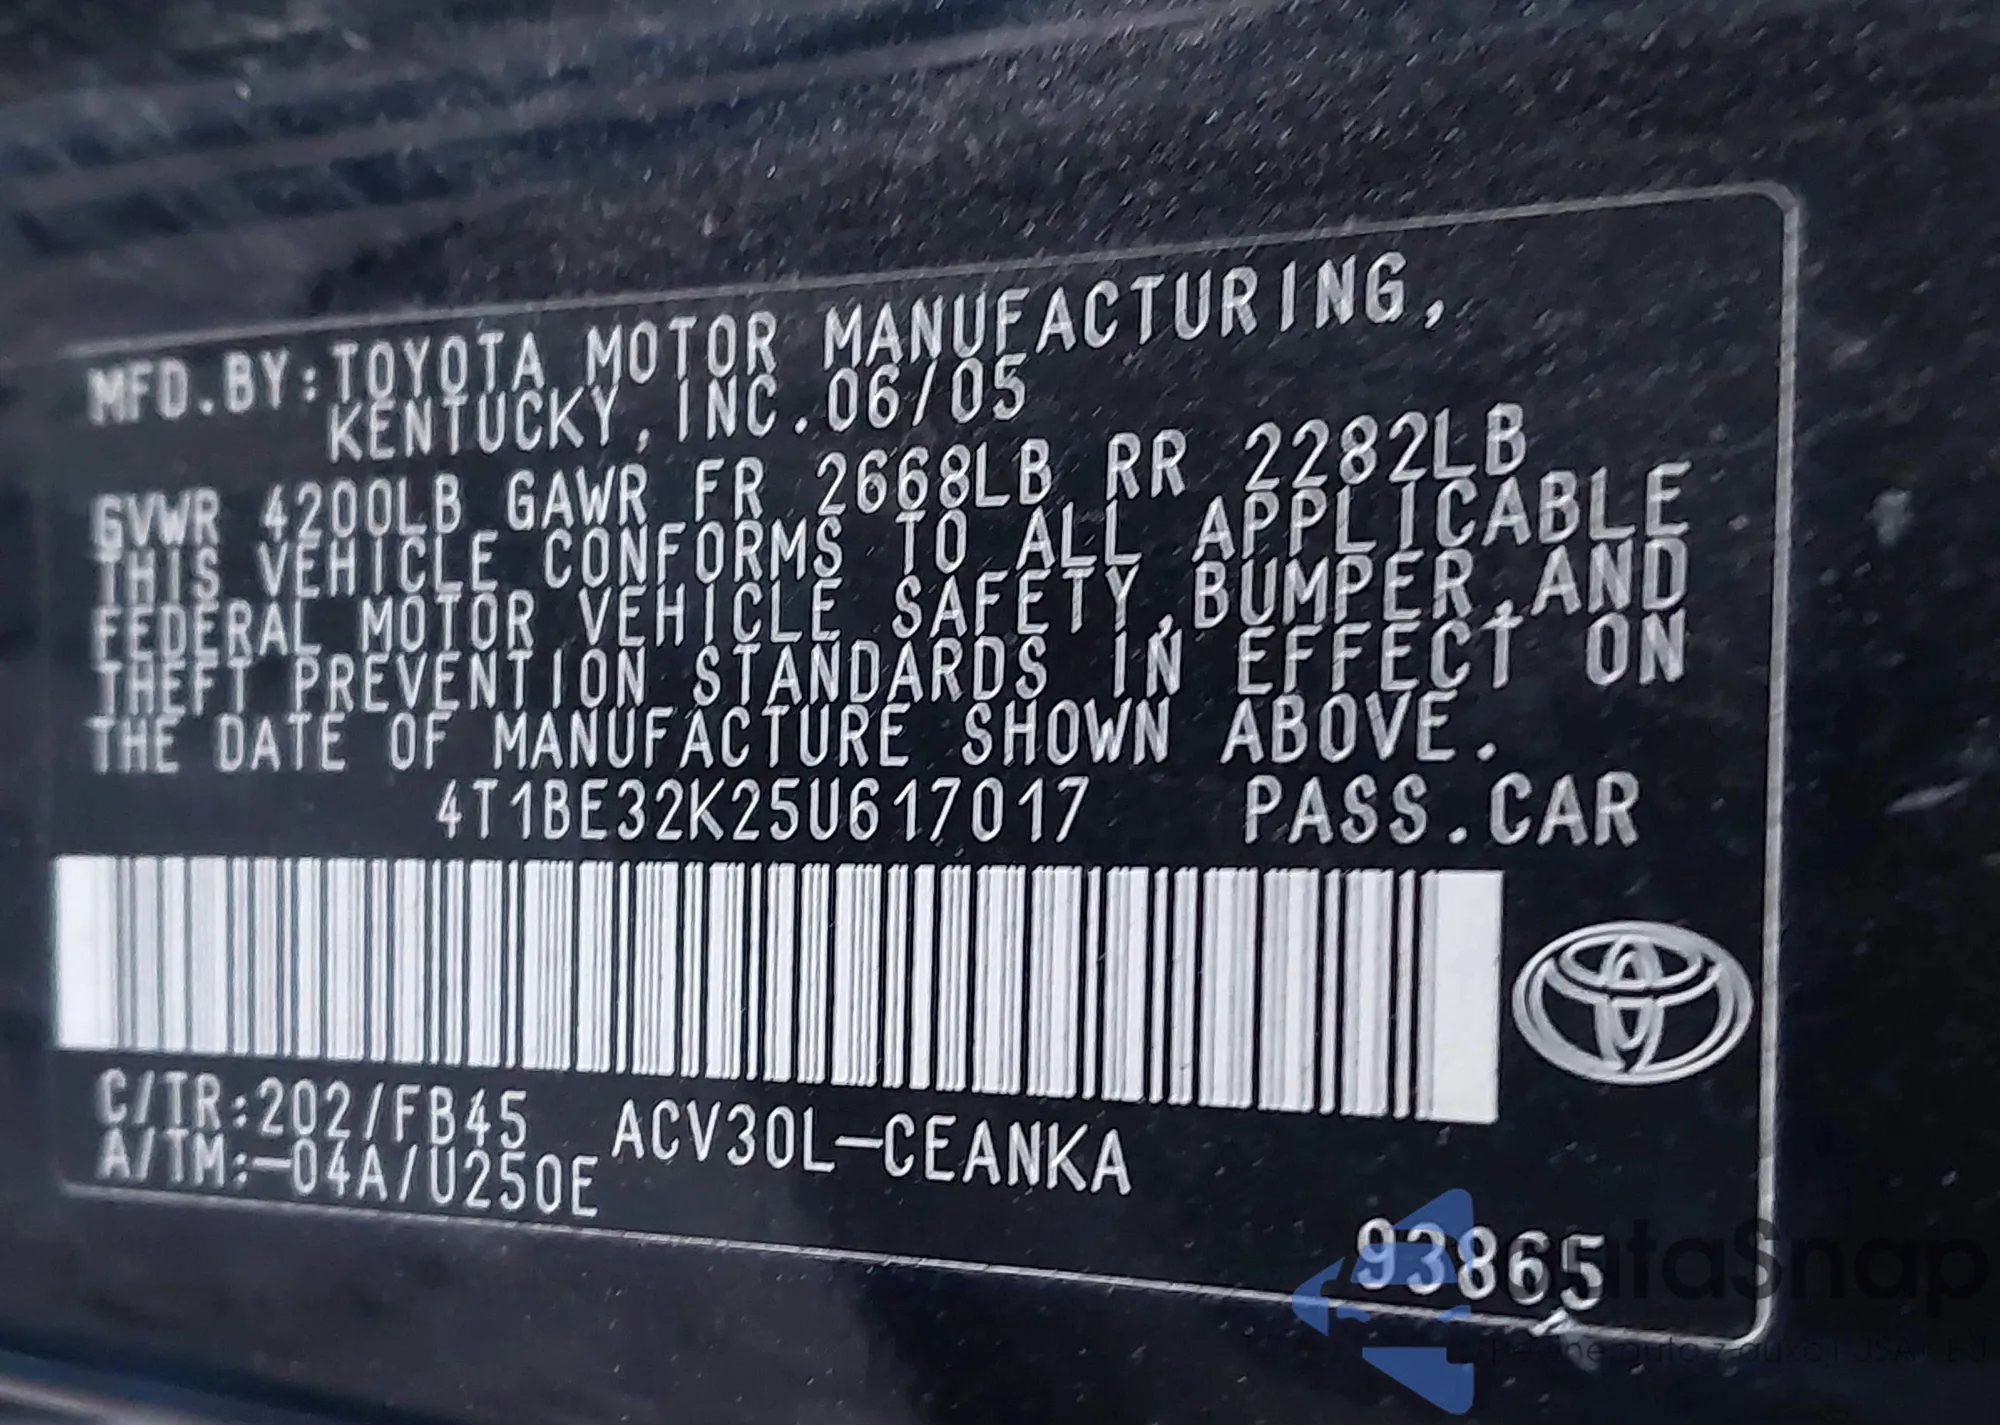 MFD.BY:TOYOTA MOTOR MANUFACTURING,
KENTUCKY,INC.06/05
GVWR 4200LB GAWR FR 2668LB RR 2282LB
THIS VEHICLE CONFORMS TO ALL APPLICABLE
FEDERAL MOTOR VEHICLE SAFETY,BUMPER,AND
THEFT PREVENTION STANDARDS IN EFFECT ON
THE DATE OF MANUFACTURE SHOWN ABOVE.
4T1BE32K25U617017 PASS.CAR
C/TR:202/FB45 ACV30L-CEANKA
A/TM:-04A/U250E
93865